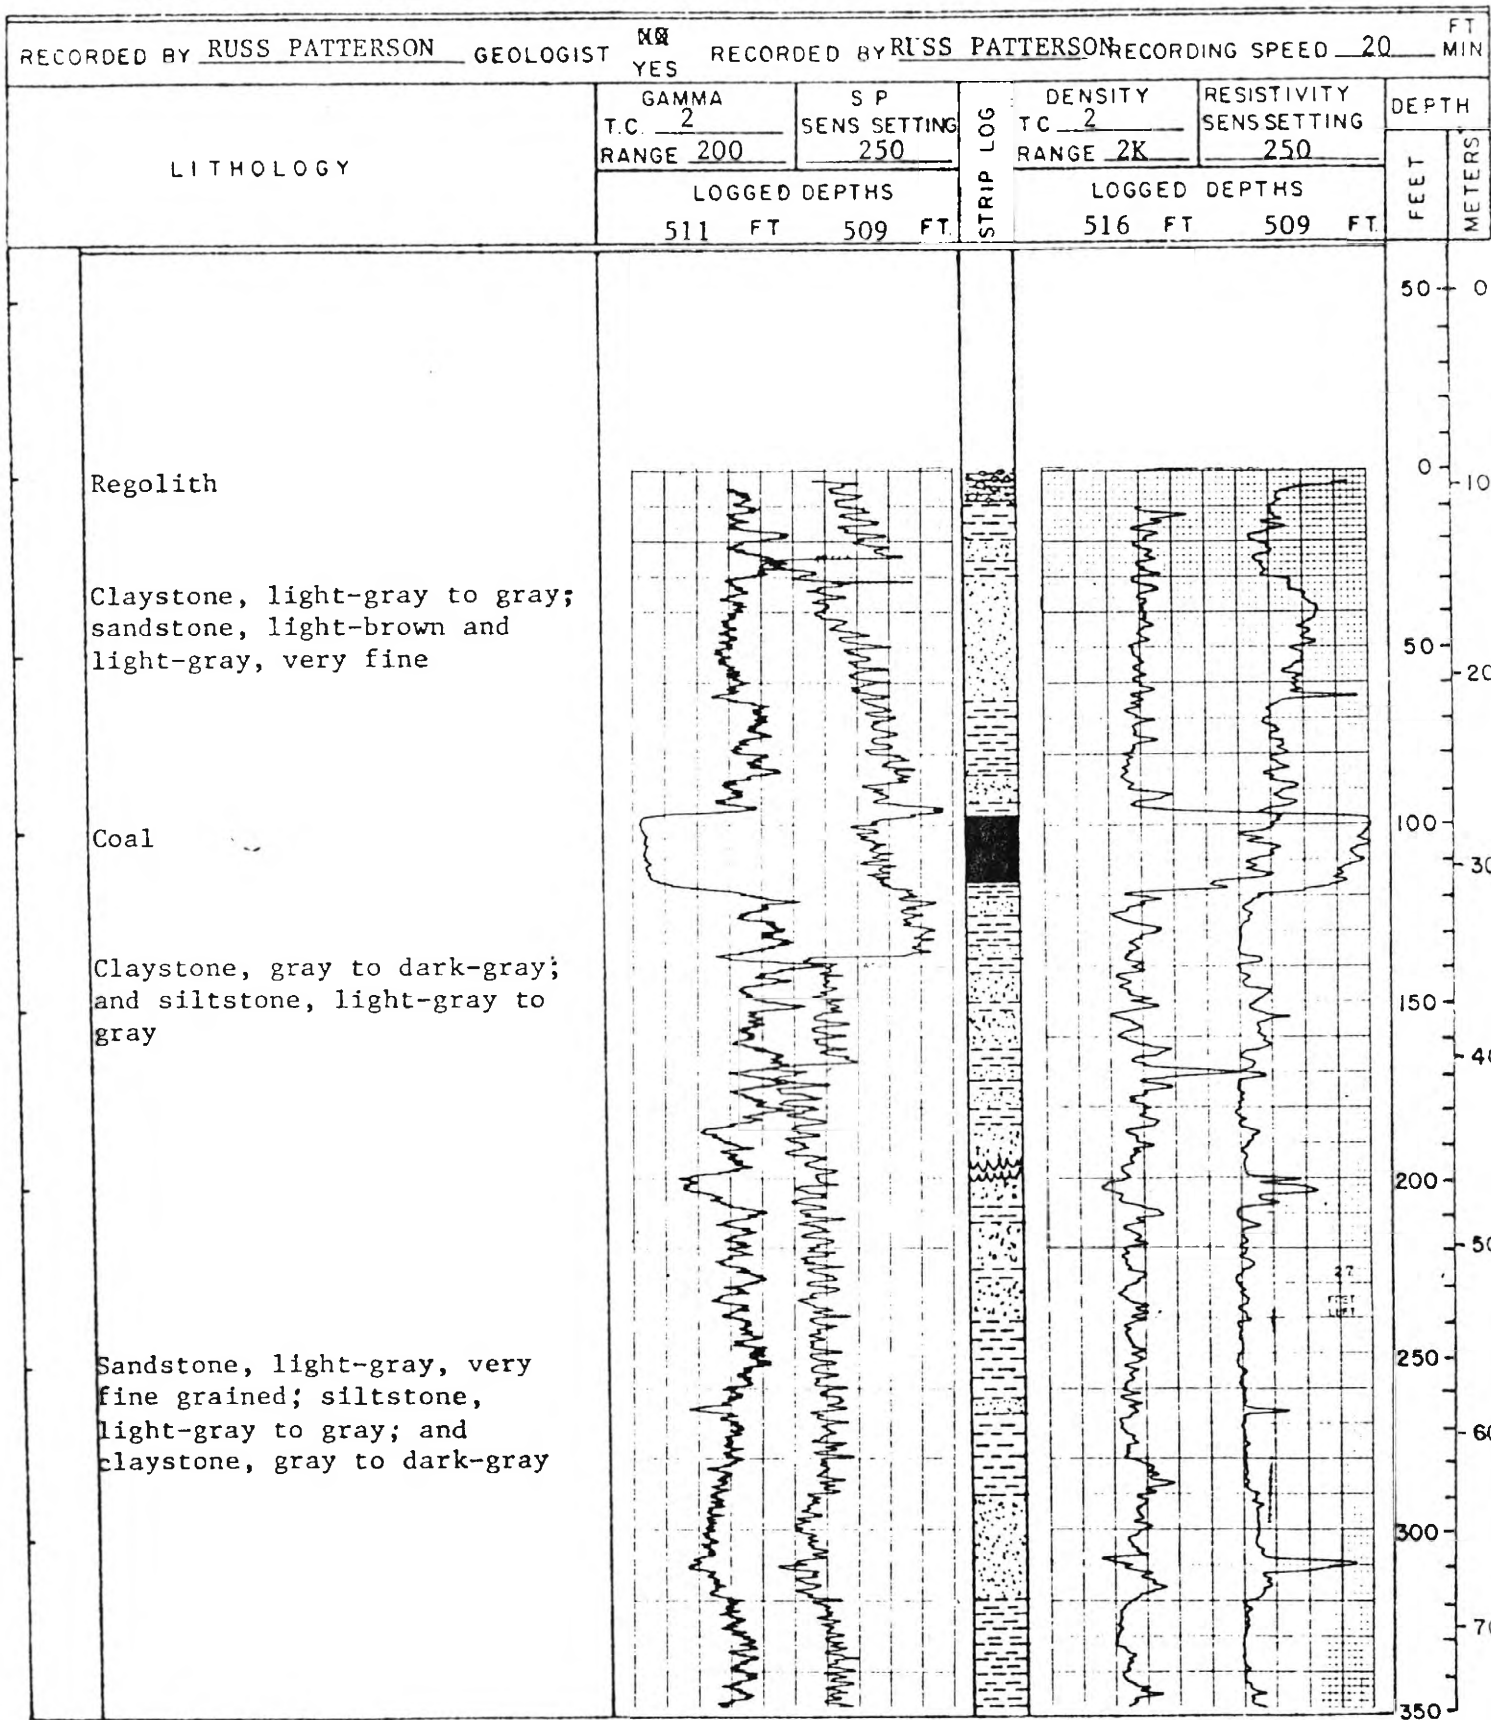 RECORDED BY RUSS PATTERSON GEOLOGIST NO YES RECORDED BY RUSS PATTERSON RECORDING SPEED 20 FT MIN
LITHOLOGY
GAMMA
T.C. 2
RANGE 200
S P
SENS SETTING
250
LOGGED DEPTHS
511 FT 509 FT.
STRIP LOG
DENSITY
TC 2
RANGE 2K
RESISTIVITY
SENS SETTING
250
LOGGED DEPTHS
516 FT 509 FT.
DEPTH
FEET
METERS
50 0
Regolith
0
10
Claystone, light-gray to gray;
sandstone, light-brown and
light-gray, very fine
50
20
Coal
100
30
Claystone, gray to dark-gray;
and siltstone, light-gray to
gray
150
200
50
27
250
Sandstone, light-gray, very
fine grained; siltstone,
light-gray to gray; and
claystone, gray to dark-gray
60
300
70
350